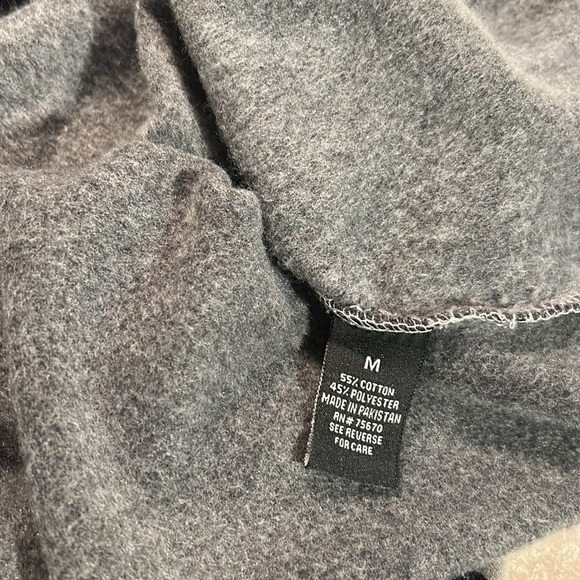 M
55% COTTON
45% POLYESTER
MADE IN PAKISTAN
RN# 75670
SEE REVERSE
FOR CARE